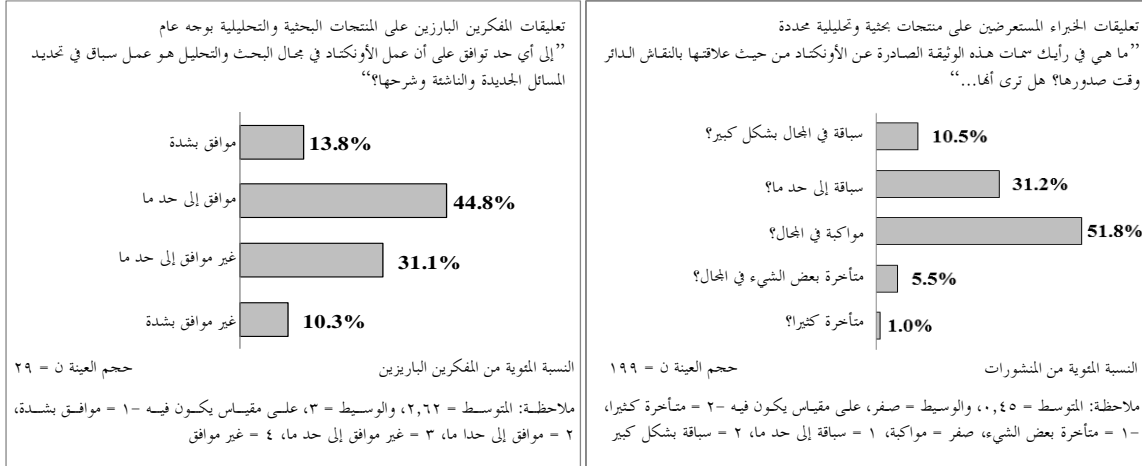 تعليقات الخبراء المستعرضين على منتجات بحثية وتحليلية محددة
’’ما هي في رأيك سمات هذه الوثيقة الصادرة عن الأونكتاد من حيث علاقتها بالنقاش الدائر
وقت صدورها؟ هل ترى أنها...‘‘
سباقة في المجال بشكل كبير؟ 10.5%
سباقة إلى حد ما؟ 31.2%
مواكبة في المجال؟ 51.8%
متأخرة بعض الشيء في المجال؟ 5.5%
متأخرة كثيرا؟ 1.0%
النسبة المئوية من المنشورات حجم العينة ن = ١٩٩
ملاحظة: المتوسط = ٠,٤٥، والوسيط = صفر، على مقياس يكون فيه -٢ = متأخرة كثيرا،
-١ = متأخرة بعض الشيء، صفر = مواكبة، ١ = سباقة إلى حد ما، ٢ = سباقة بشكل كبير
تعليقات المفكرين البارزين على المنتجات البحثية والتحليلية بوجه عام
’’إلى أي حد توافق على أن عمل الأونكتاد في مجال البحث والتحليل هو عمل سباق في تحديد
المسائل الجديدة والناشئة وشرحها؟‘‘
موافق بشدة 13.8%
موافق إلى حد ما 44.8%
غير موافق إلى حد ما 31.1%
غير موافق بشدة 10.3%
النسبة المئوية من المفكرين الباريزين حجم العينة ن = ٢٩
ملاحظة: المتوسط = ٢,٦٢، والوسيط = ٣، على مقياس يكون فيه -١ = موافق بشدة،
٢ = موافق إلى حدا ما، ٣ = غير موافق إلى حد ما، ٤ = غير موافق